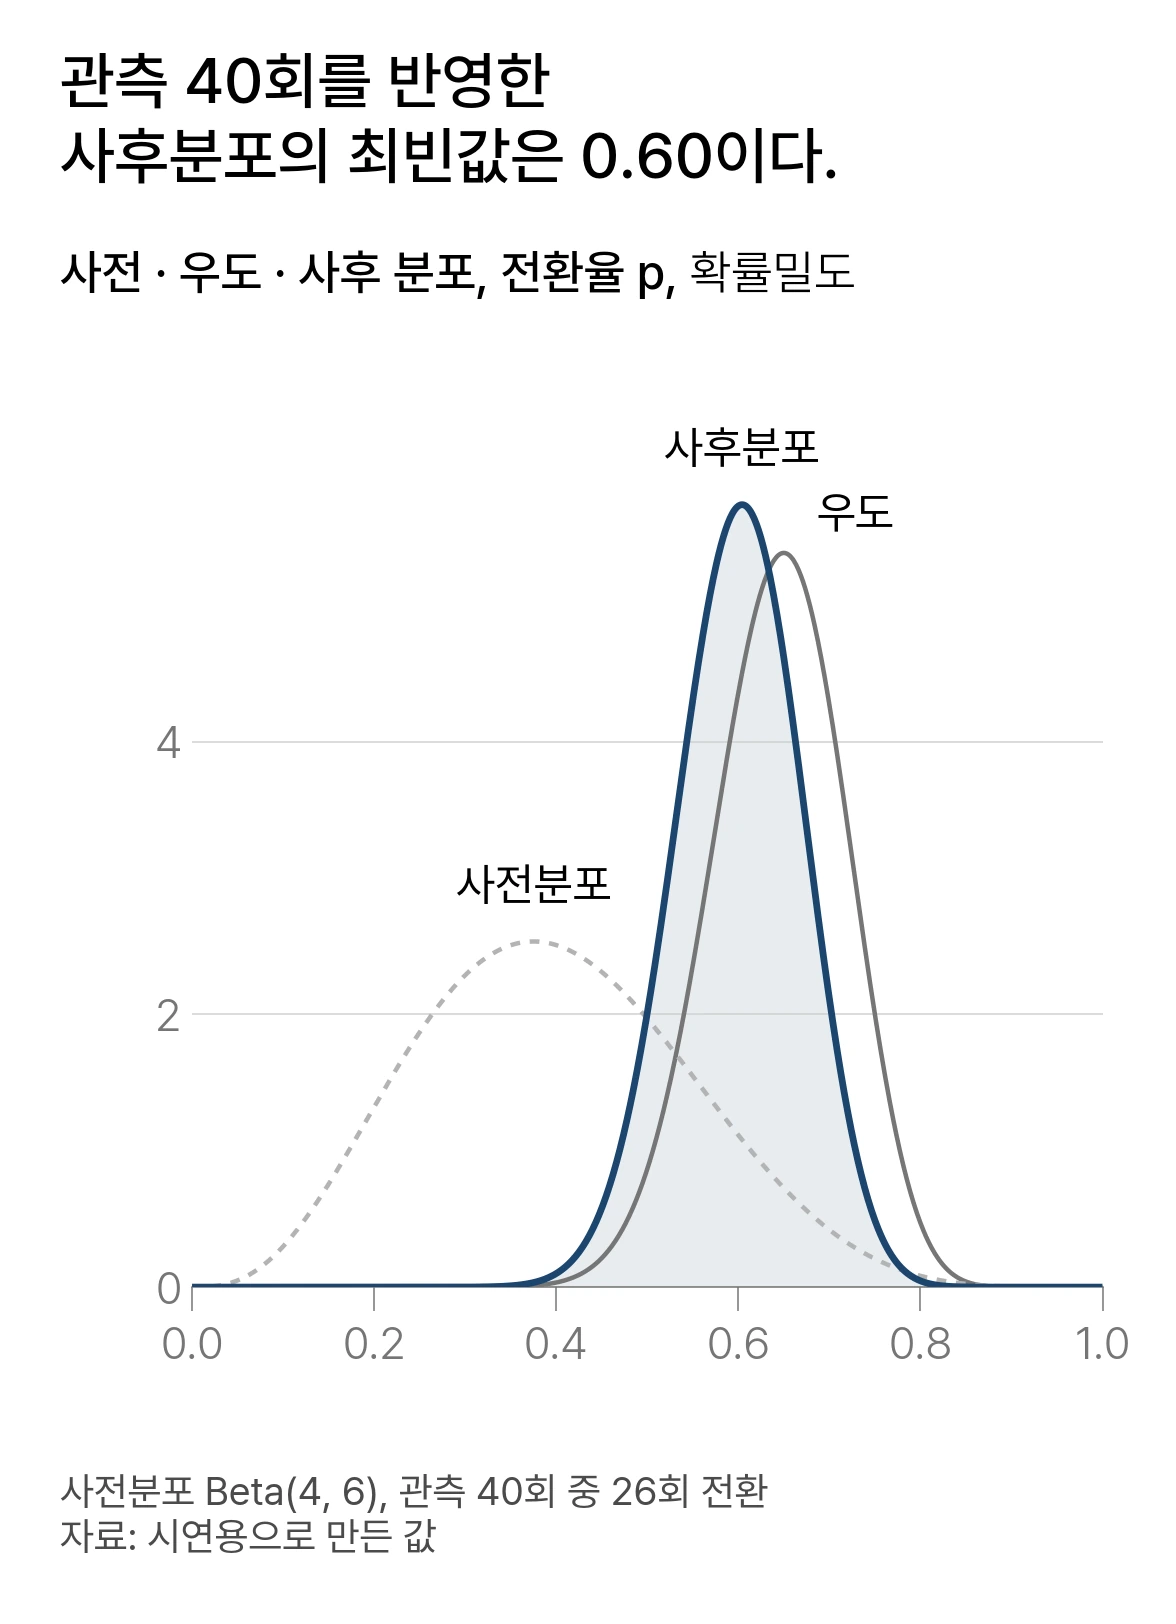 관측 40회를 반영한
사후분포의 최빈값은 0.60이다.
사전 · 우도 · 사후 분포, 전환율 p, 확률밀도
사후분포
우도
4
사전분포
2
0
0.0 0.2 0.4 0.6 0.8 1.0
사전분포 Beta(4, 6), 관측 40회 중 26회 전환
자료: 시연용으로 만든 값